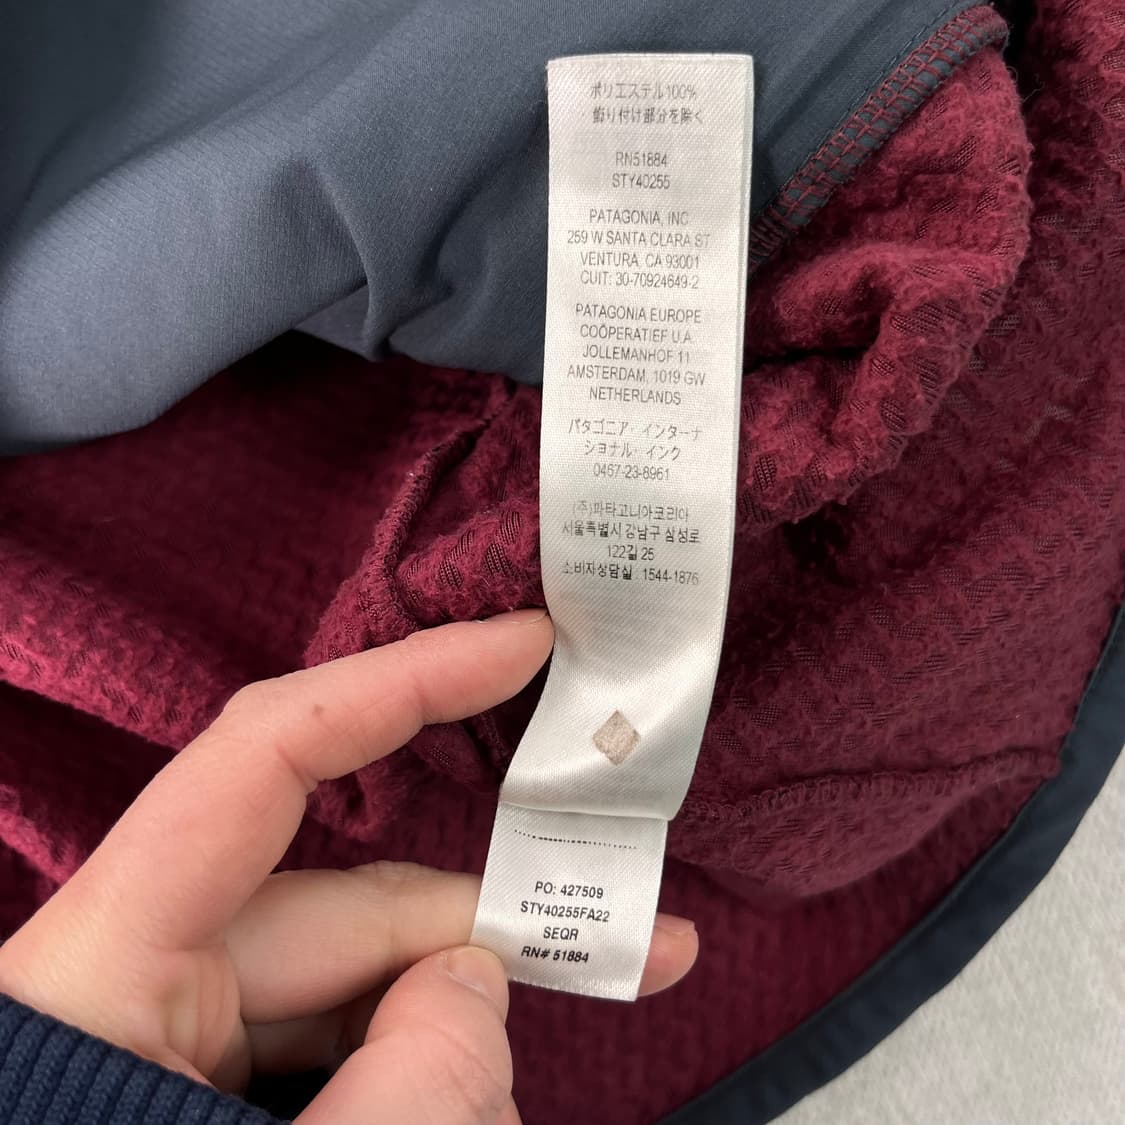 ポリエステル100%
飾り付け部分を除く
RN51884
STY40255
PATAGONIA, INC
259 W SANTA CLARA ST
VENTURA, CA 93001
CUIT: 30-70924649-2
PATAGONIA EUROPE
COÖPERATIEF U.A.
JOLLEMANHOF 11
AMSTERDAM, 1019 GW
NETHERLANDS
パタゴニア・インターナ
ショナル・インク
0467-23-8961
(주)파타고니아코리아
서울특별시 강남구 삼성로
122길 25
소비자상담실 : 1544-1876
PO: 427509
STY40255FA22
SEQR
RN# 51884